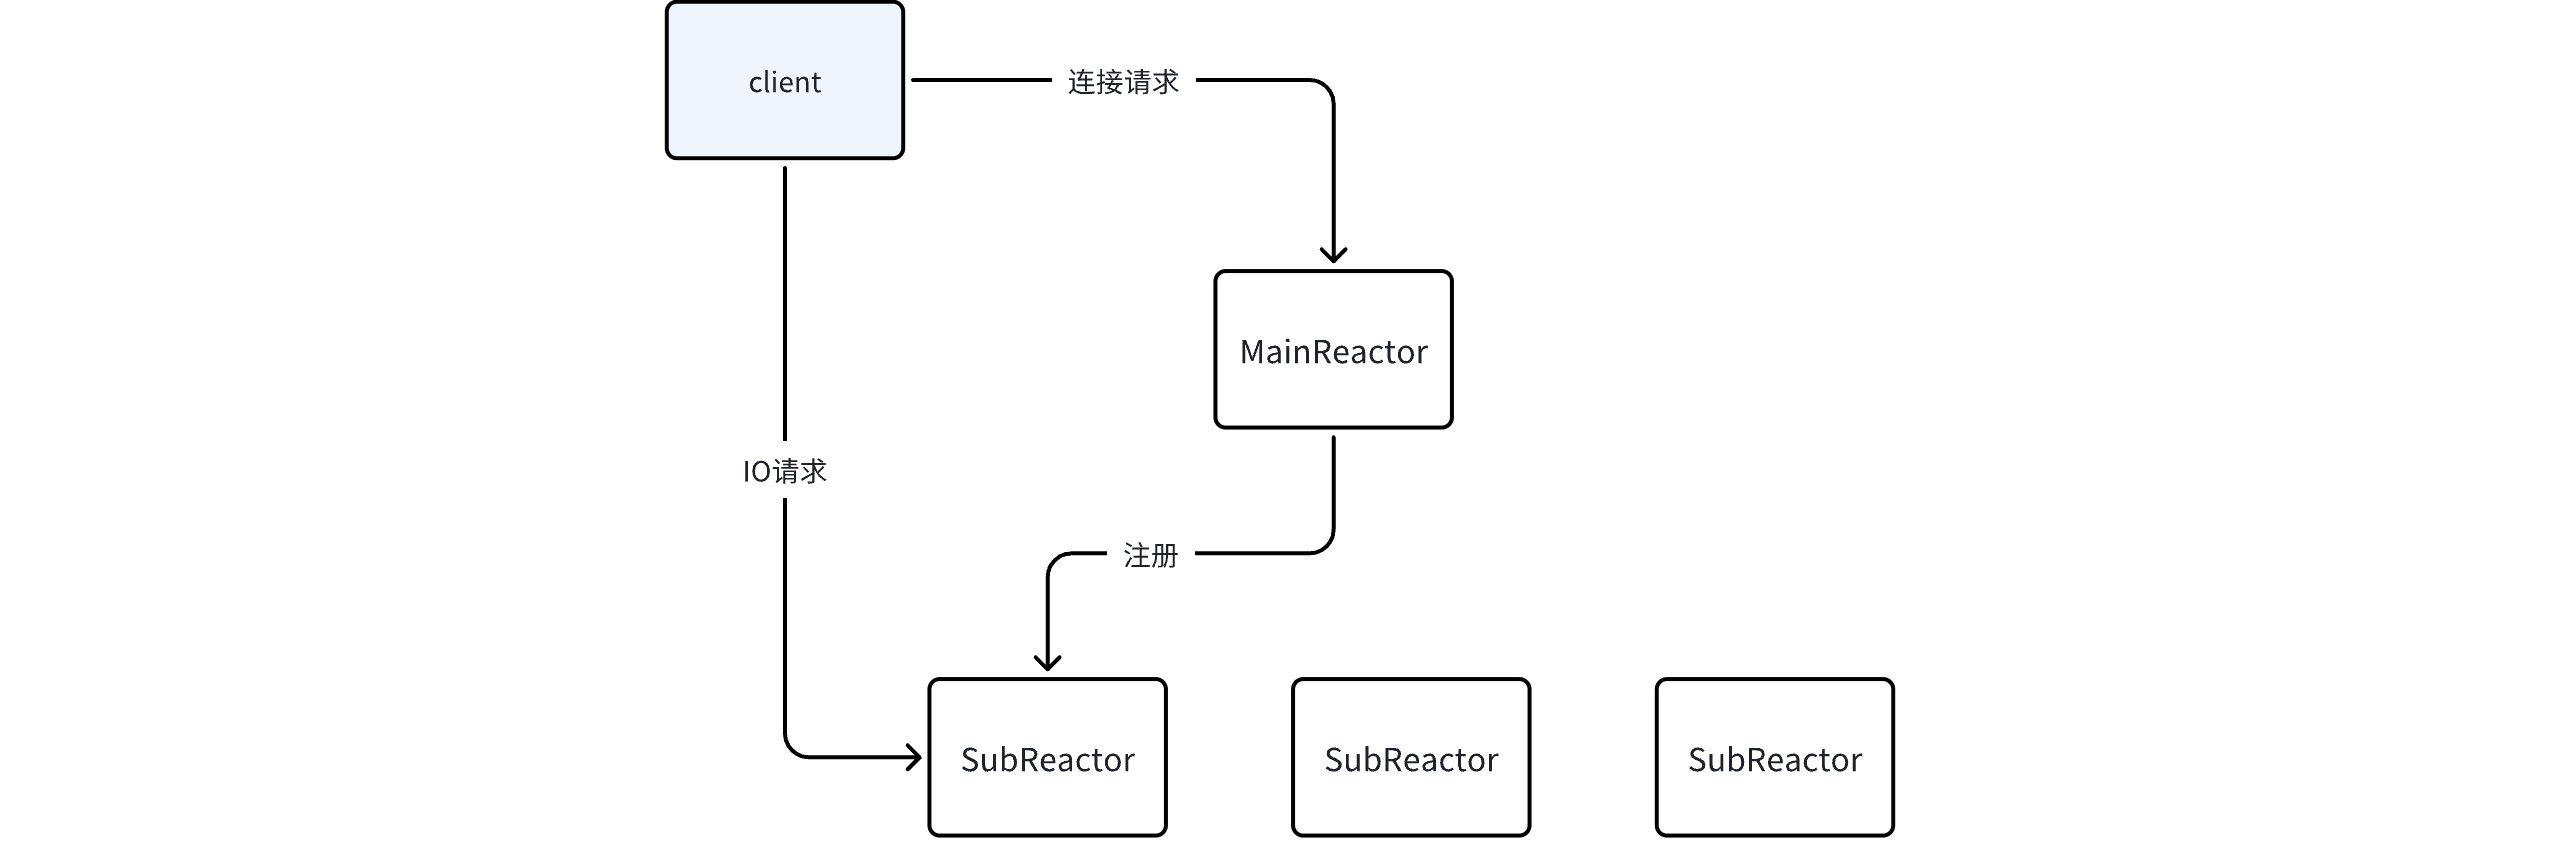 client
连接请求
MainReactor
IO请求
注册
SubReactor
SubReactor
SubReactor